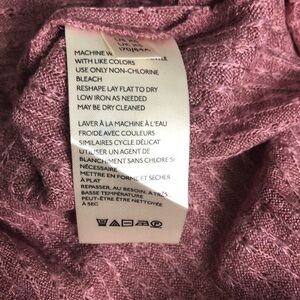 MACHINE W
WITH LIKE COLORS
USE ONLY NON-CHLORINE
BLEACH
RESHAPE LAY FLAT TO DRY
LOW IRON AS NEEDED
MAY BE DRY CLEANED
LAVER À LA MACHINE À L'EAU
FROIDE AVEC COULEURS
SIMILAIRES CYCLE DÉLICAT
UTILISER UN AGENT DE
BLANCHIMENT SANS CHLORE SI
NÉCESSAIRE
METTRE EN FORME ET SÉCHER
À PLAT
REPASSER, AU BESOIN, À TRÈS
BASSE TEMPÉRATURE
PEUT-ÊTRE ÊTRE NETTOYÉE
À SEC